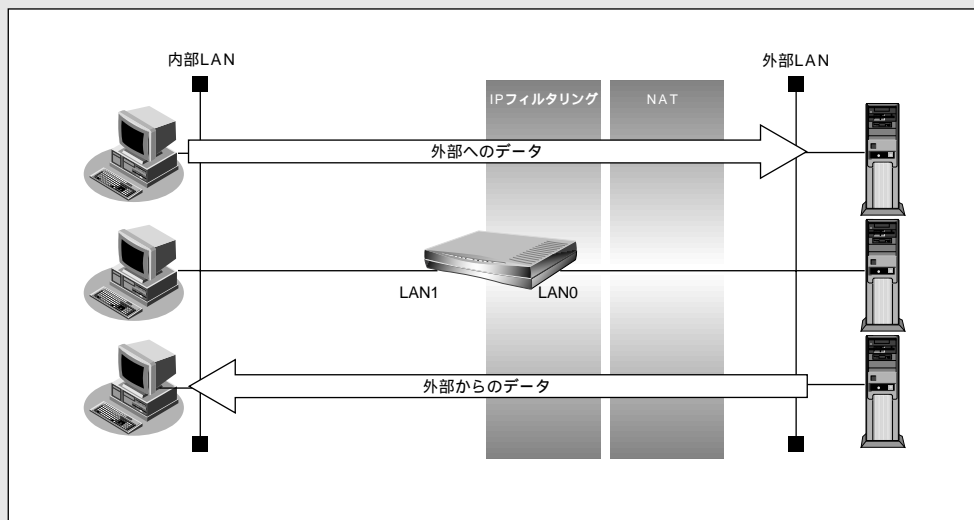 内部LAN
外部LAN
IPフィルタリング
NAT
外部へのデータ
LAN1
LAN0
外部からのデータ